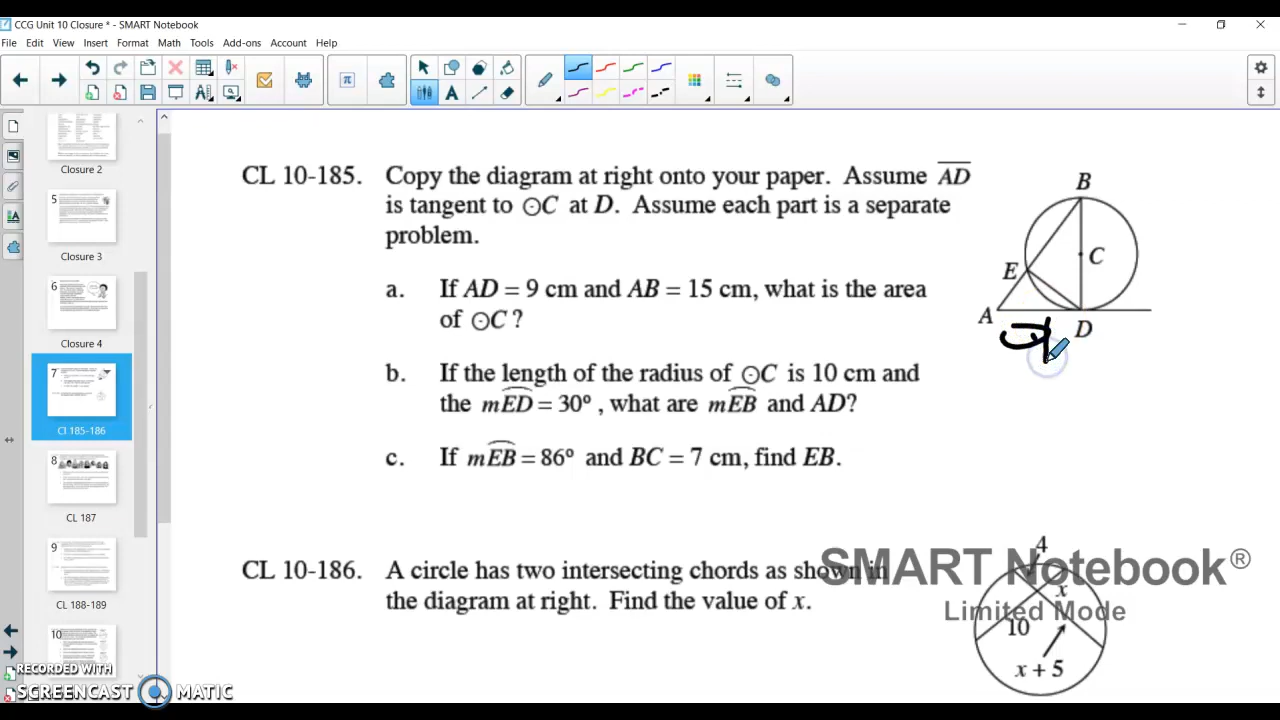 CCG Unit 10 Closure * - SMART Notebook
File Edit View Insert Format Math Tools Add-ons Account Help
Closure 2
5
Closure 3
6
Closure 4
7
Cl 185-186
8
CL 187
9
CL 188-189
10
CL 10-185. Copy the diagram at right onto your paper. Assume AD
is tangent to ⊙C at D. Assume each part is a separate
problem.
a. If AD = 9 cm and AB = 15 cm, what is the area
of ⊙C?
b. If the length of the radius of ⊙C is 10 cm and
the mED = 30°, what are mEB and AD?
c. If mEB = 86° and BC = 7 cm, find EB.
B
C
E
A
D
CL 10-186. A circle has two intersecting chords as shown in
the diagram at right. Find the value of x.
4
x
10
x + 5
SMART Notebook®
Limited Mode
RECORDED WITH
SCREENCAST MATIC